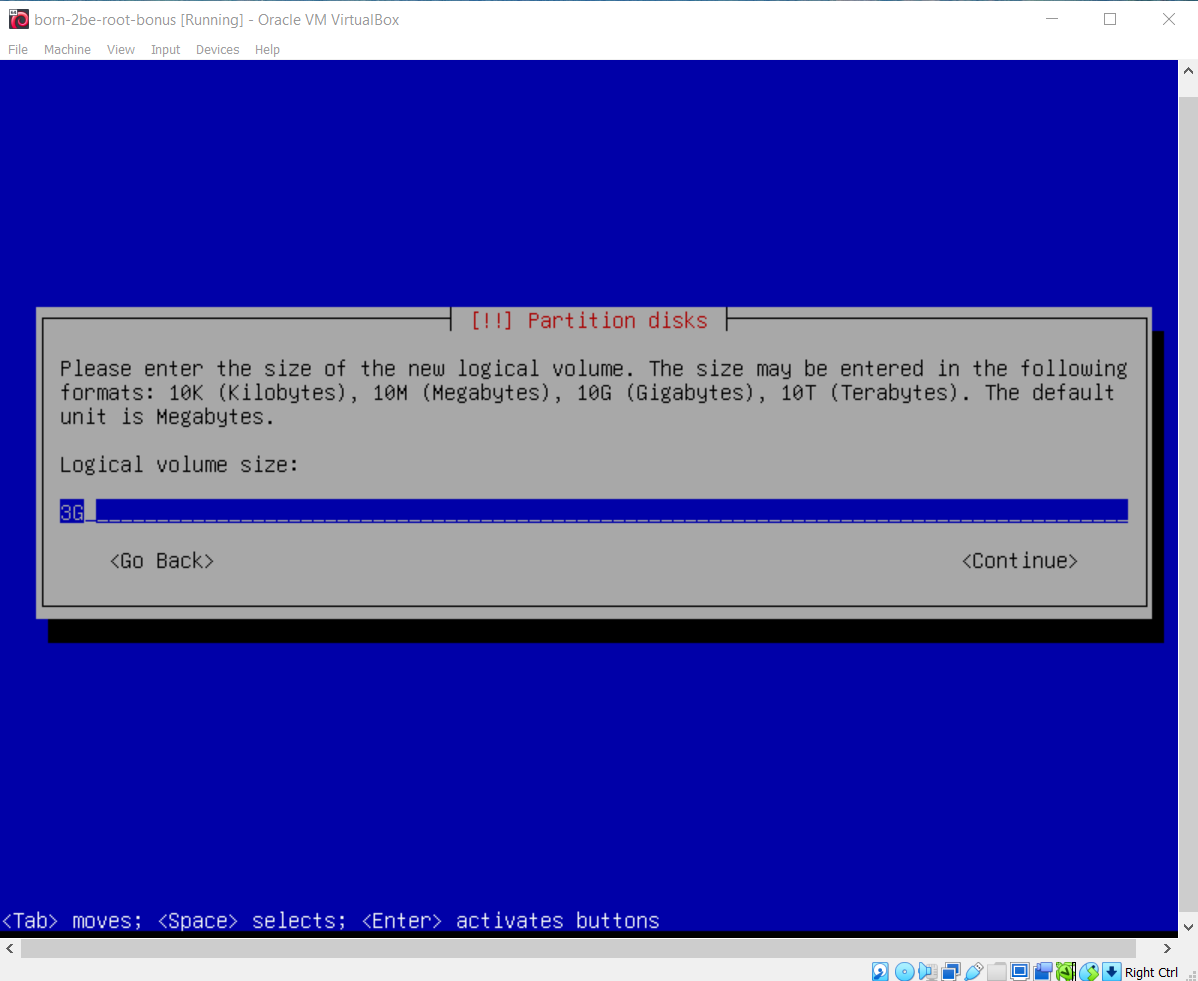 born-2be-root-bonus [Running] - Oracle VM VirtualBox
File Machine View Input Devices Help
[!!] Partition disks
Please enter the size of the new logical volume. The size may be entered in the following
formats: 10K (Kilobytes), 10M (Megabytes), 10G (Gigabytes), 10T (Terabytes). The default
unit is Megabytes.
Logical volume size:
3G
<Go Back> <Continue>
<Tab> moves; <Space> selects; <Enter> activates buttons
Right Ctrl